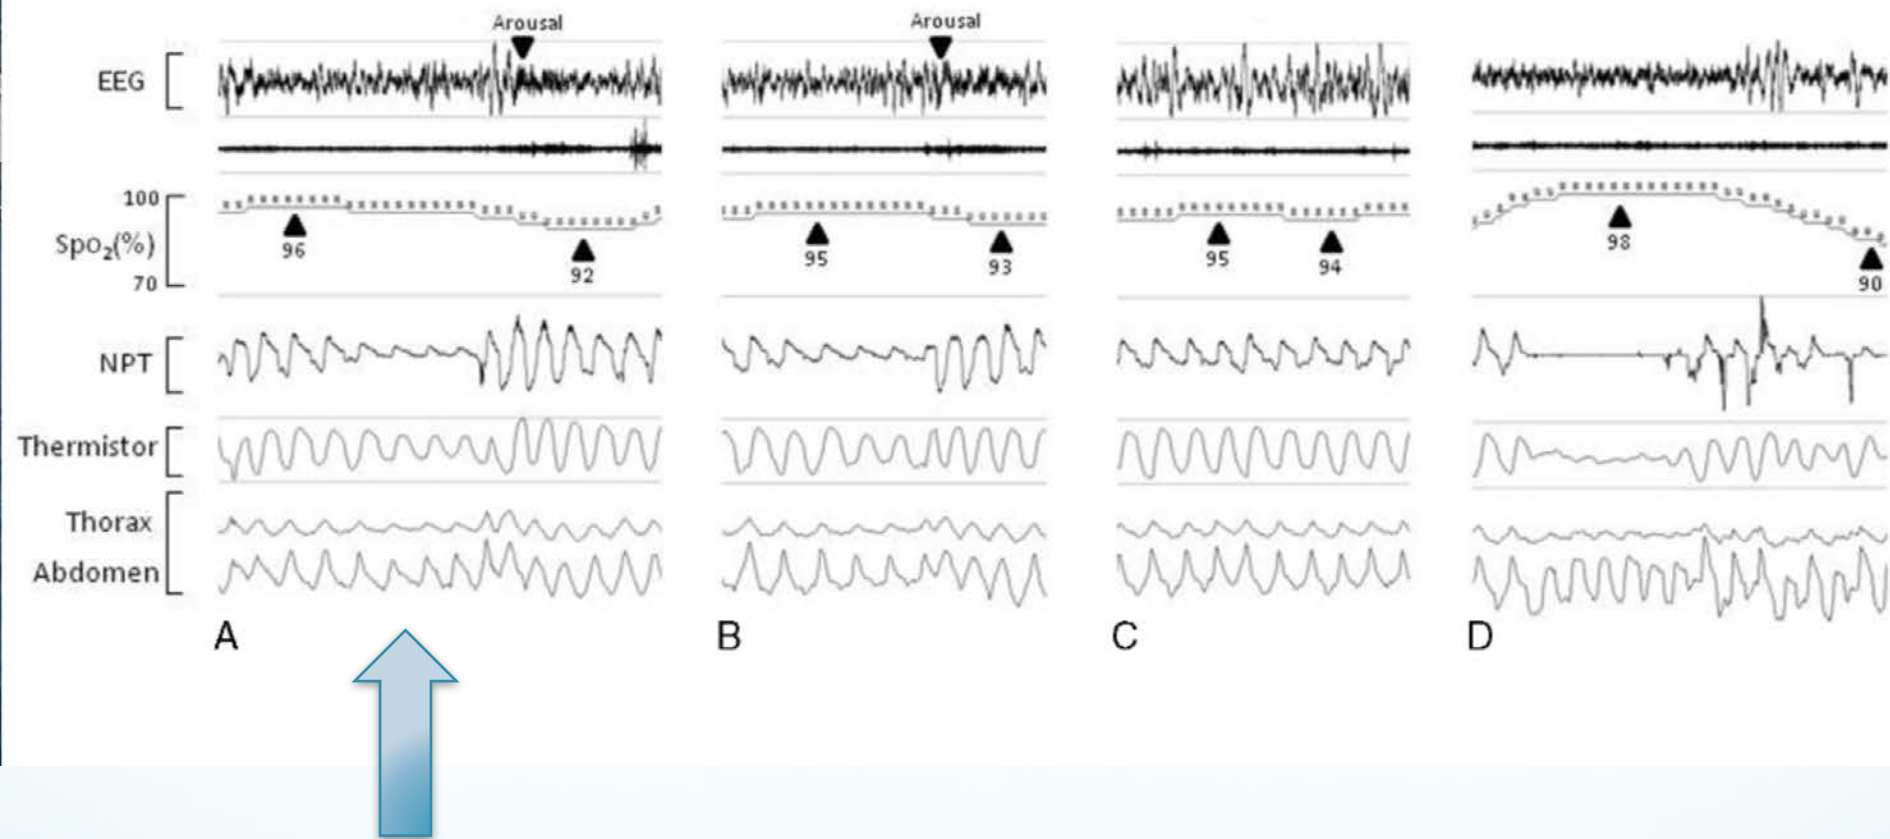 Arousal
Arousal
EEG
100
Spo2(%)
70
96
92
95
93
95
94
98
90
NPT
Thermistor
Thorax
Abdomen
A
B
C
D